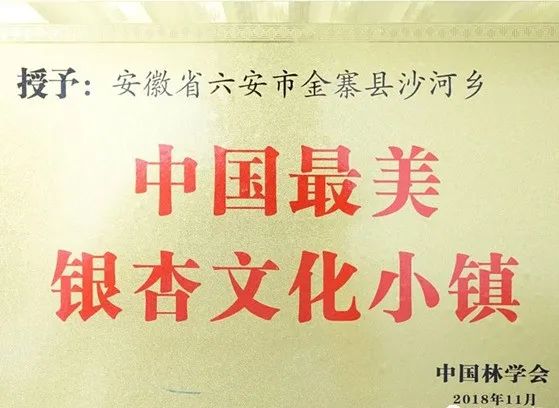 授予：安徽省六安市金寨县沙河乡
中国最美
银杏文化小镇
中国林学会
2018年11月